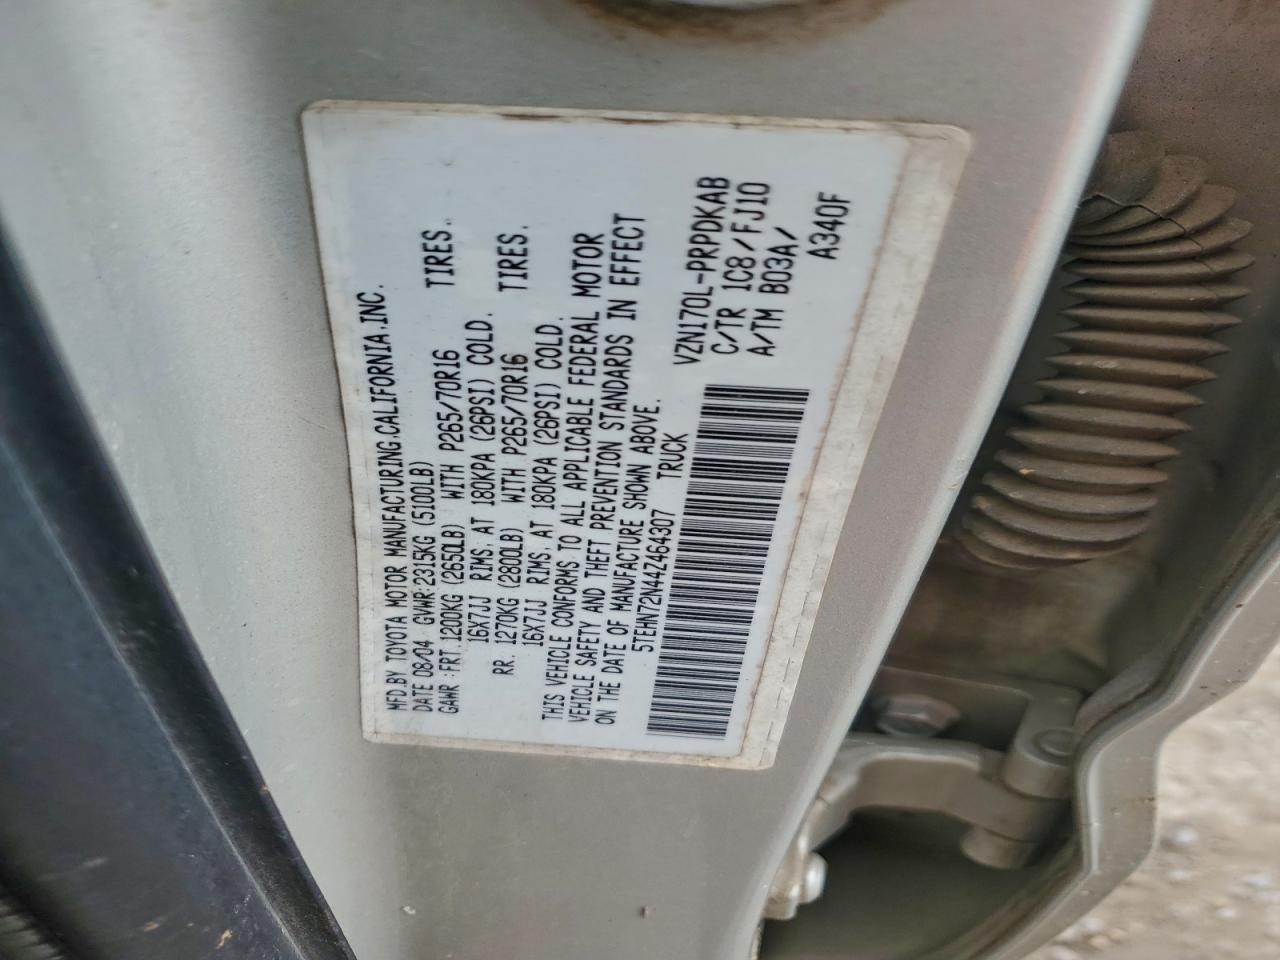 MFD.BY TOYOTA MOTOR MANUFACTURING,CALIFORNIA,INC.
DATE 08/04 GVWR:2315KG (5100LB)
GAWR :FRT.1200KG (2650LB) WITH P265/70R16 TIRES.
16X7JJ RIMS, AT 180KPA (26PSI) COLD.
RR. 1270KG (2800LB) WITH P265/70R16 TIRES.
16X7JJ RIMS, AT 180KPA (26PSI) COLD.
THIS VEHICLE CONFORMS TO ALL APPLICABLE FEDERAL MOTOR
VEHICLE SAFETY AND THEFT PREVENTION STANDARDS IN EFFECT
ON THE DATE OF MANUFACTURE SHOWN ABOVE.
5TEHN72N44Z464307 TRUCK
VZN170L-PRPDKAB
C/TR 1C8/FJ10
A/TM B03A/
A340F